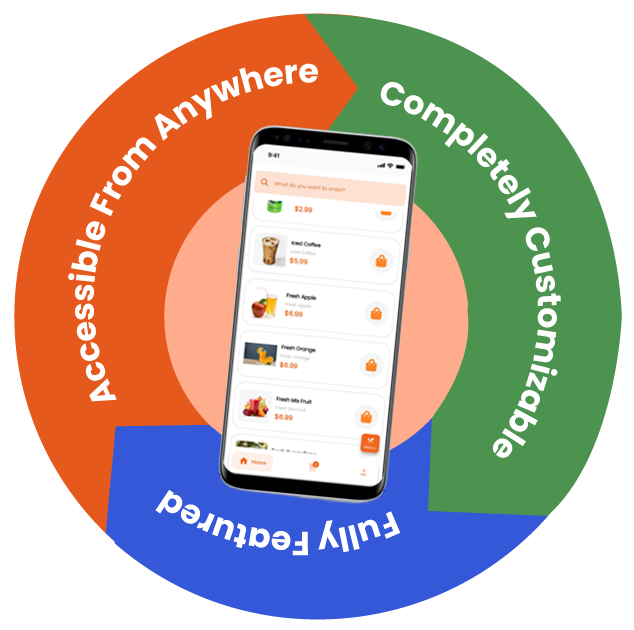 Accessible From Anywhere
Completely Customizable
Fully Featured
9:41
What do you want to order?
$2.99
Iced Coffee
Iced Coffee
$5.99
Fresh Apple
Fresh Apple
$6.99
Fresh Orange
Fresh Orange
$6.99
Fresh Mix Fruit
Fresh Mix Fruit
$6.99
Menu
Home